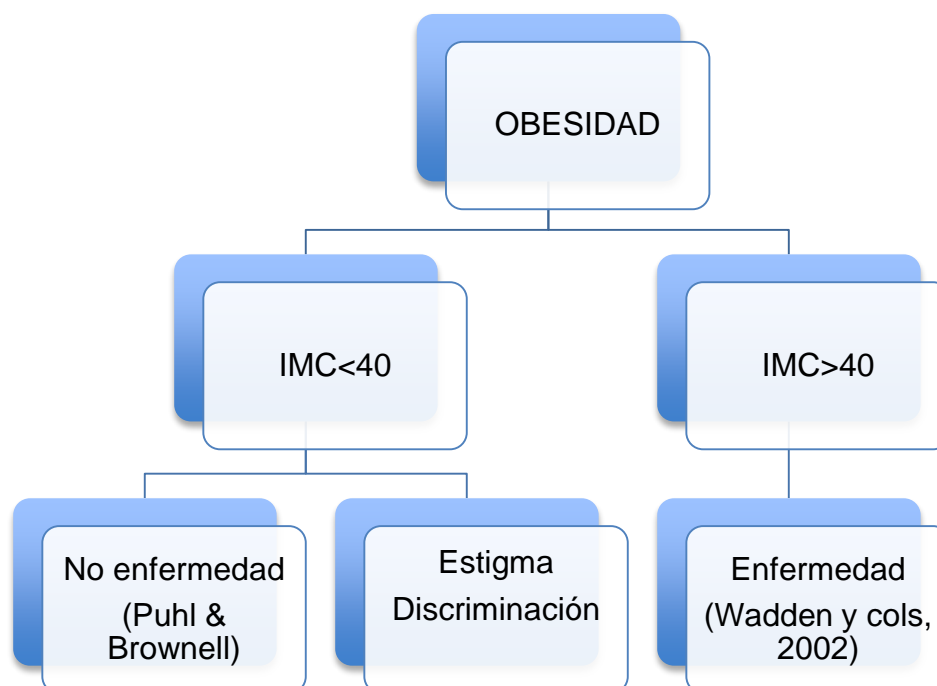 OBESIDAD
IMC<40
IMC>40
No enfermedad
(Puhl &
Brownell)
Estigma
Discriminación
Enfermedad
(Wadden y cols,
2002)